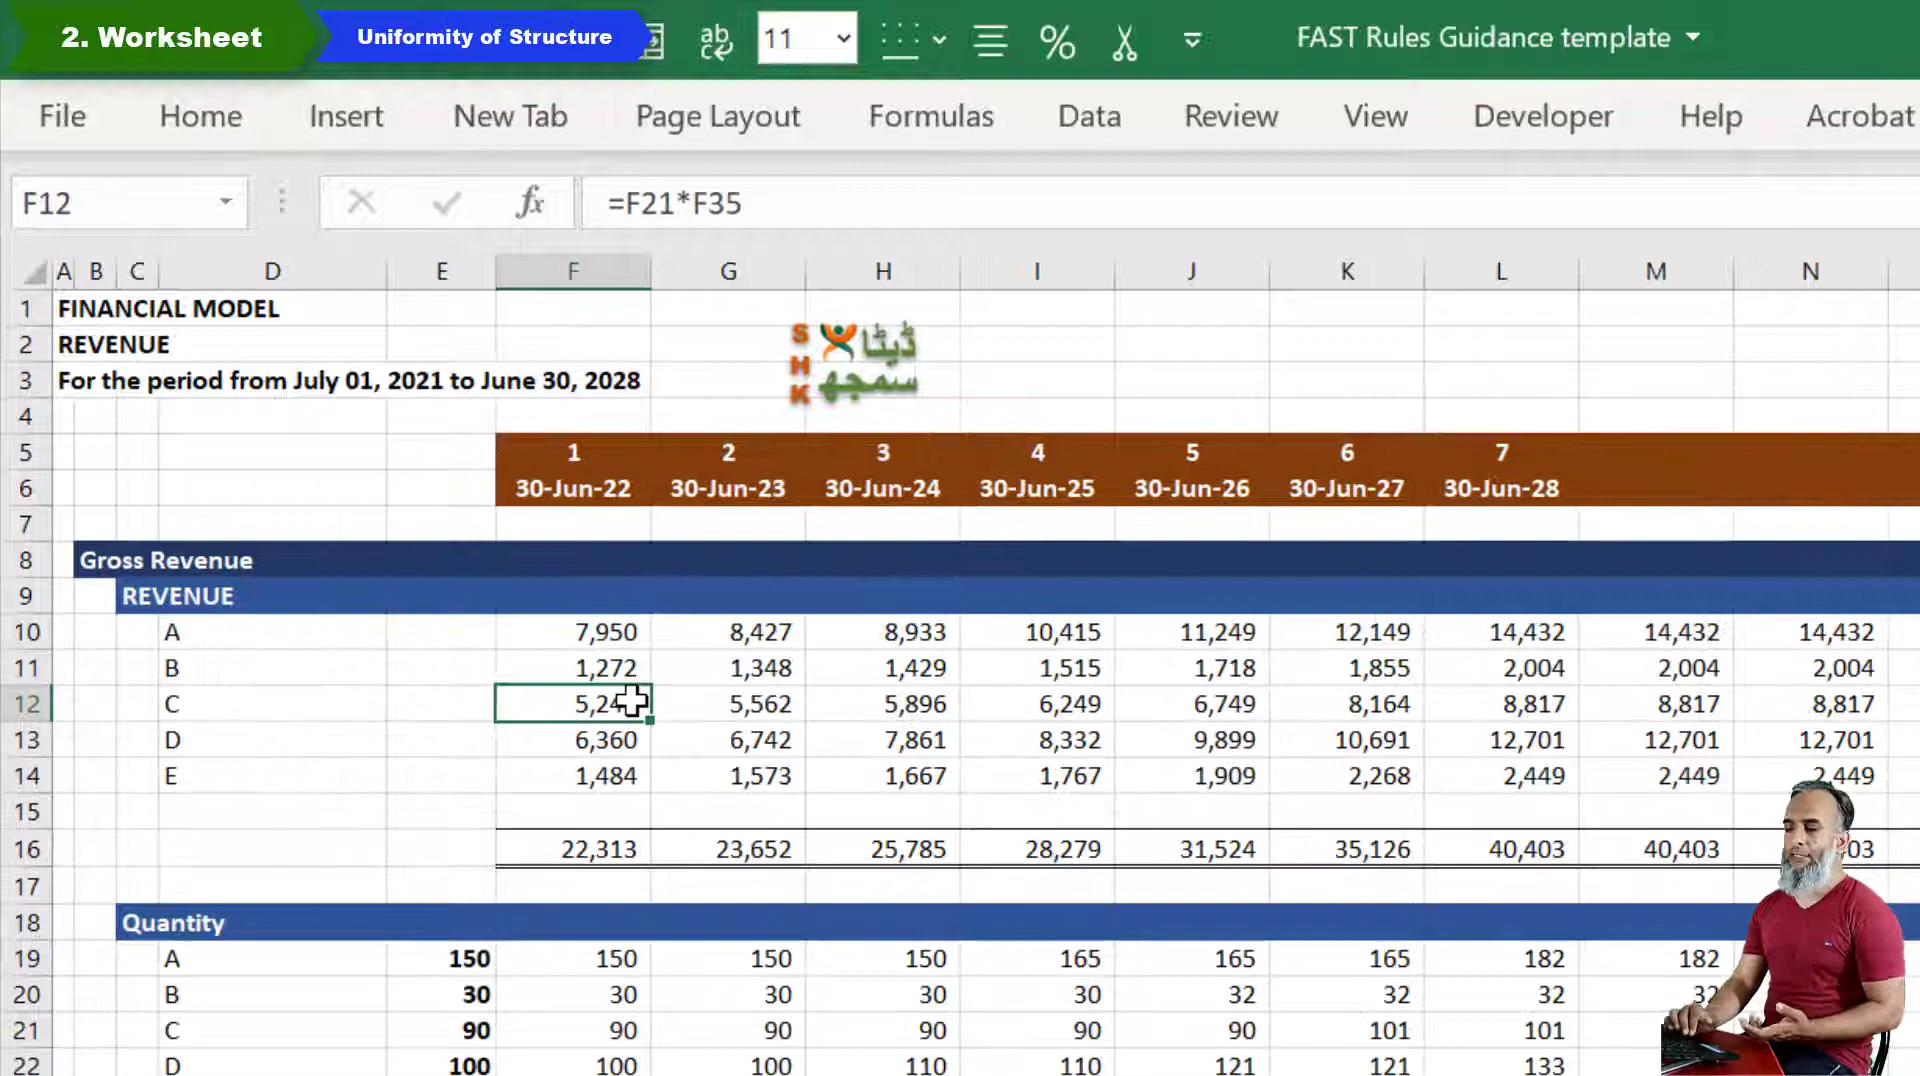 2. Worksheet
Uniformity of Structure
ab
c
11
%
FAST Rules Guidance template
File Home Insert New Tab Page Layout Formulas Data Review View Developer Help Acrobat
F12 fx =F21*F35
A B C D E F G H I J K L M N
1 FINANCIAL MODEL
2 REVENUE
3 For the period from July 01, 2021 to June 30, 2028
SHK
ڈیٹا
سمجھ
4
5 1 2 3 4 5 6 7
6 30-Jun-22 30-Jun-23 30-Jun-24 30-Jun-25 30-Jun-26 30-Jun-27 30-Jun-28
7
8 Gross Revenue
9 REVENUE
10 A 7,950 8,427 8,933 10,415 11,249 12,149 14,432 14,432 14,432
11 B 1,272 1,348 1,429 1,515 1,718 1,855 2,004 2,004 2,004
12 C 5,562 5,896 6,249 6,749 8,164 8,817 8,817 8,817
13 D 6,360 6,742 7,861 8,332 9,899 10,691 12,701 12,701 12,701
14 E 1,484 1,573 1,667 1,767 1,909 2,268 2,449 2,449 2,449
15
16 22,313 23,652 25,785 28,279 31,524 35,126 40,403 40,403
17
18 Quantity
19 A 150 150 150 150 165 165 165 182 182
20 B 30 30 30 30 30 32 32 32 32
21 C 90 90 90 90 90 90 101 101
22 D 100 100 100 110 110 121 121 133